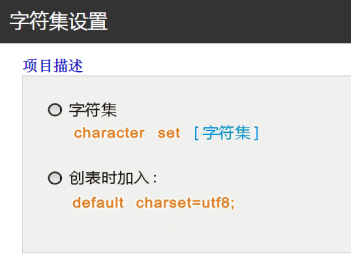 字符集设置
项目描述
字符集
character set [字符集]
创表时加入:
default charset=utf8;